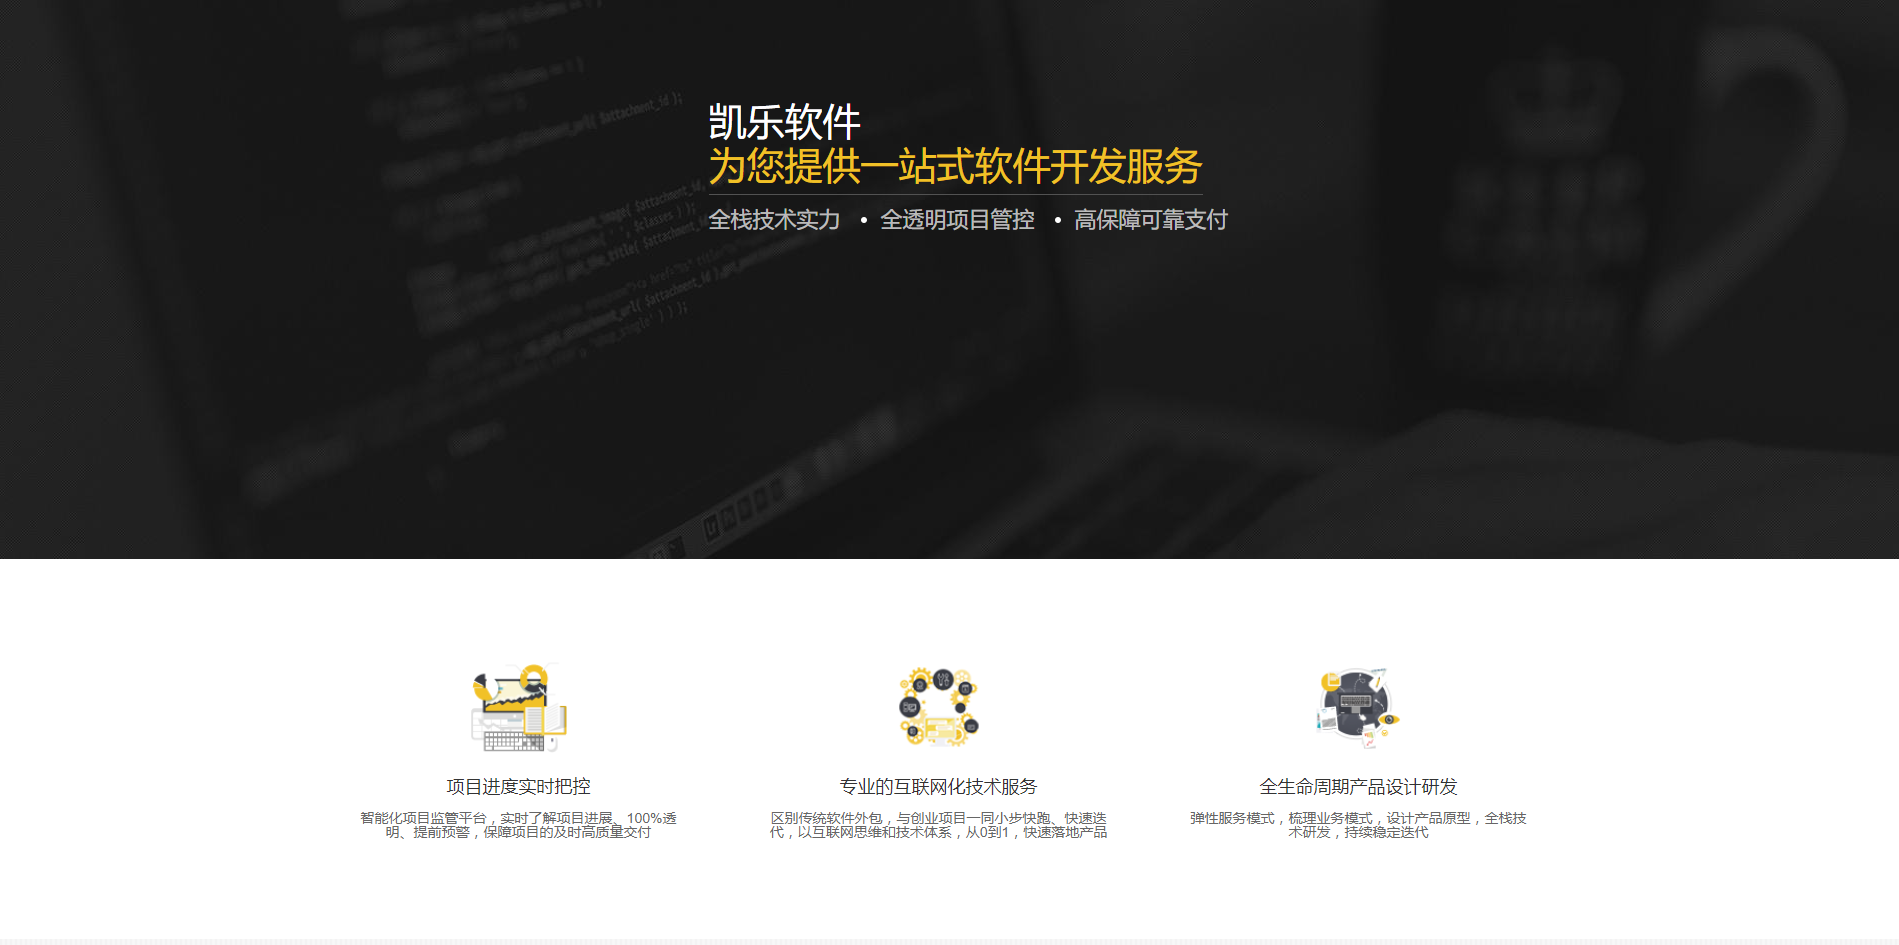 凯乐软件
为您提供一站式软件开发服务
全栈技术实力 • 全透明项目管控 • 高保障可靠支付
$attachment_id );
项目进度实时把控
智能化项目监管平台，实时了解项目进展、100%透
明、提前预警，保障项目的及时高质量交付
专业的互联网化技术服务
区别传统软件外包，与创业项目一同小步快跑、快速迭
代，以互联网思维和技术体系，从0到1，快速落地产品
全生命周期产品设计研发
弹性服务模式，梳理业务模式，设计产品原型，全栈技
术研发，持续稳定迭代